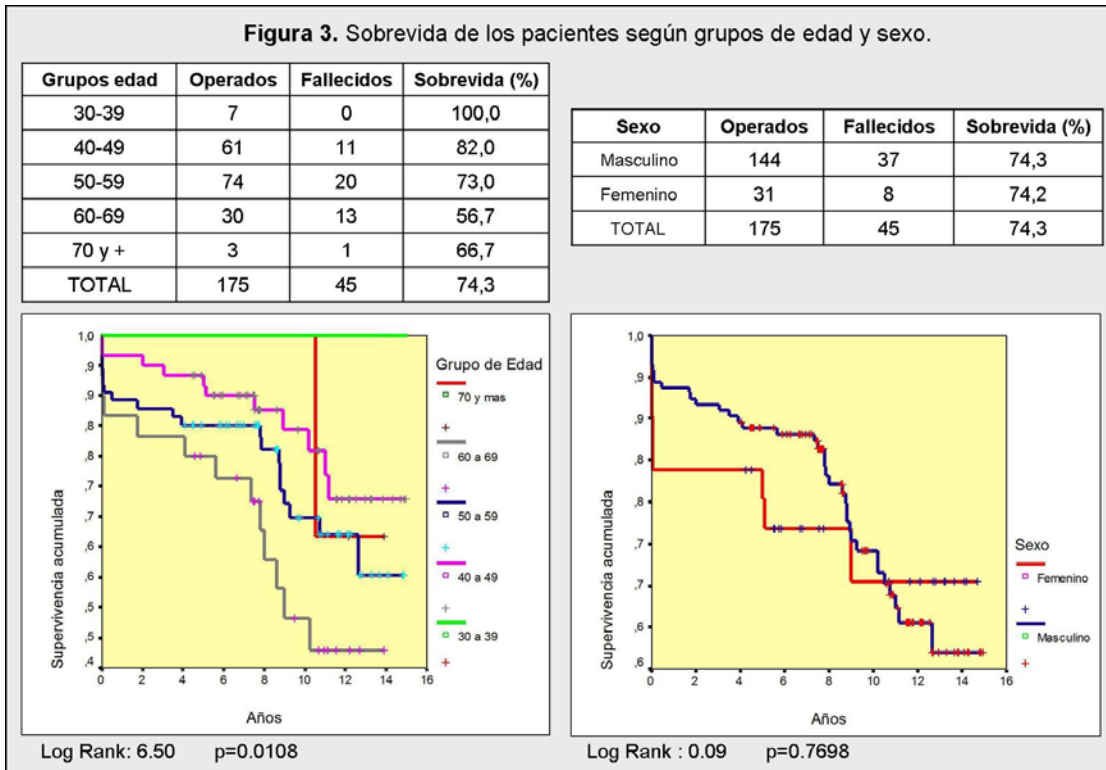 Figura 3. Sobrevida de los pacientes según grupos de edad y sexo.
Grupos edad Operados Fallecidos Sobrevida (%)
30-39 7 0 100,0
40-49 61 11 82,0
50-59 74 20 73,0
60-69 30 13 56,7
70 y + 3 1 66,7
TOTAL 175 45 74,3
Sexo Operados Fallecidos Sobrevida (%)
Masculino 144 37 74,3
Femenino 31 8 74,2
TOTAL 175 45 74,3
Supervivencia acumulada
1,0
,9
,9
,8
,8
,7
,7
,6
,6
,5
,5
,4
0 2 4 6 8 10 12 14 16
Años
Grupo de Edad
70 y mas
60 a 69
50 a 59
40 a 49
30 a 39
Log Rank: 6.50 p=0.0108
Supervivencia acumulada
1,0
,9
,9
,8
,8
,7
,7
,6
,6
0 2 4 6 8 10 12 14 16
Años
Sexo
Femenino
Masculino
Log Rank : 0.09 p=0.7698